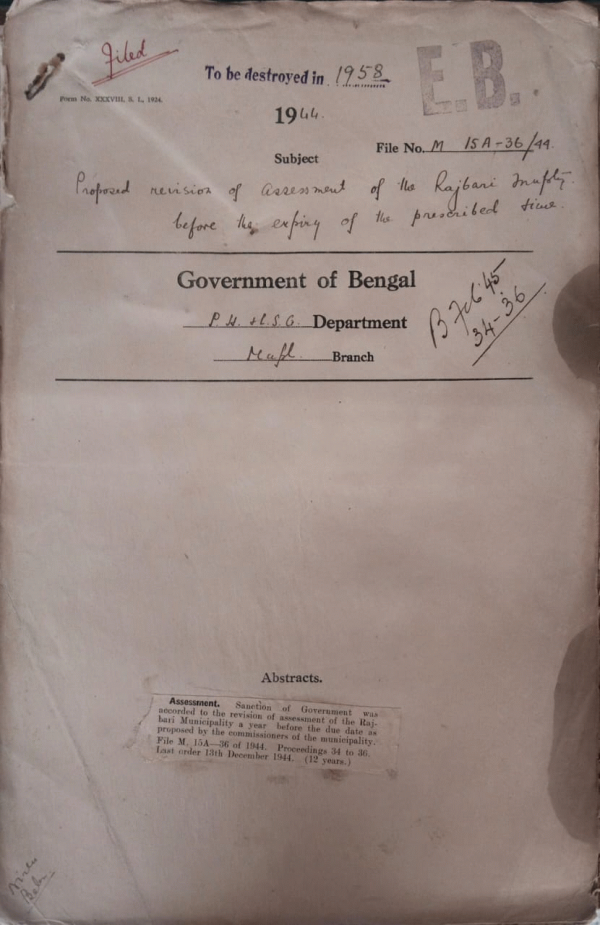 Filed
To be destroyed in 1958
E.B.
Form No. XXXVIII, S. 1., 1924.
1944.
File No. M 15A-36/44.
Subject
Proposed revision of assessment of the Rajbari Muplty.
before the expiry of the prescribed time.
Government of Bengal
P.H. & L.S.G. Department
B Feb '45
34-36
Mupl Branch
Abstracts.
Assessment. Sanction of Government was
accorded to the revision of assessment of the Raj-
bari Municipality a year before the due date as
proposed by the commissioners of the municipality.
File M. 15A—36 of 1944. Proceedings 34 to 36.
Last order 13th December 1944. (12 years.)